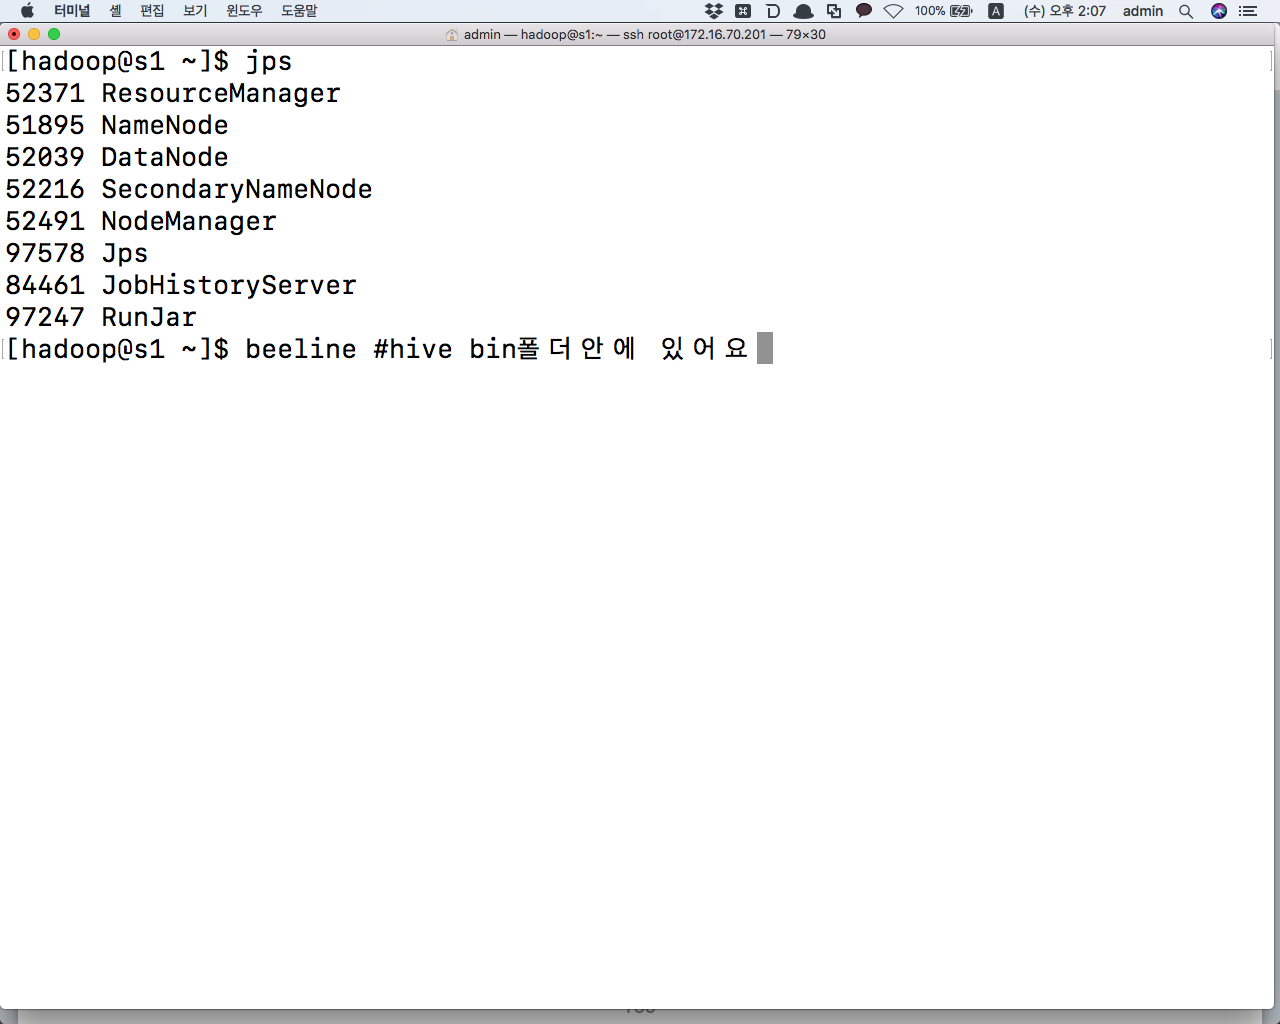 터미널 셸 편집 보기 윈도우 도움말 100% A (수) 오후 2:07 admin
admin — hadoop@s1:~ — ssh root@172.16.70.201 — 79×30
[hadoop@s1 ~]$ jps
52371 ResourceManager
51895 NameNode
52039 DataNode
52216 SecondaryNameNode
52491 NodeManager
97578 Jps
84461 JobHistoryServer
97247 RunJar
[hadoop@s1 ~]$ beeline #hive bin폴더안에 있어요